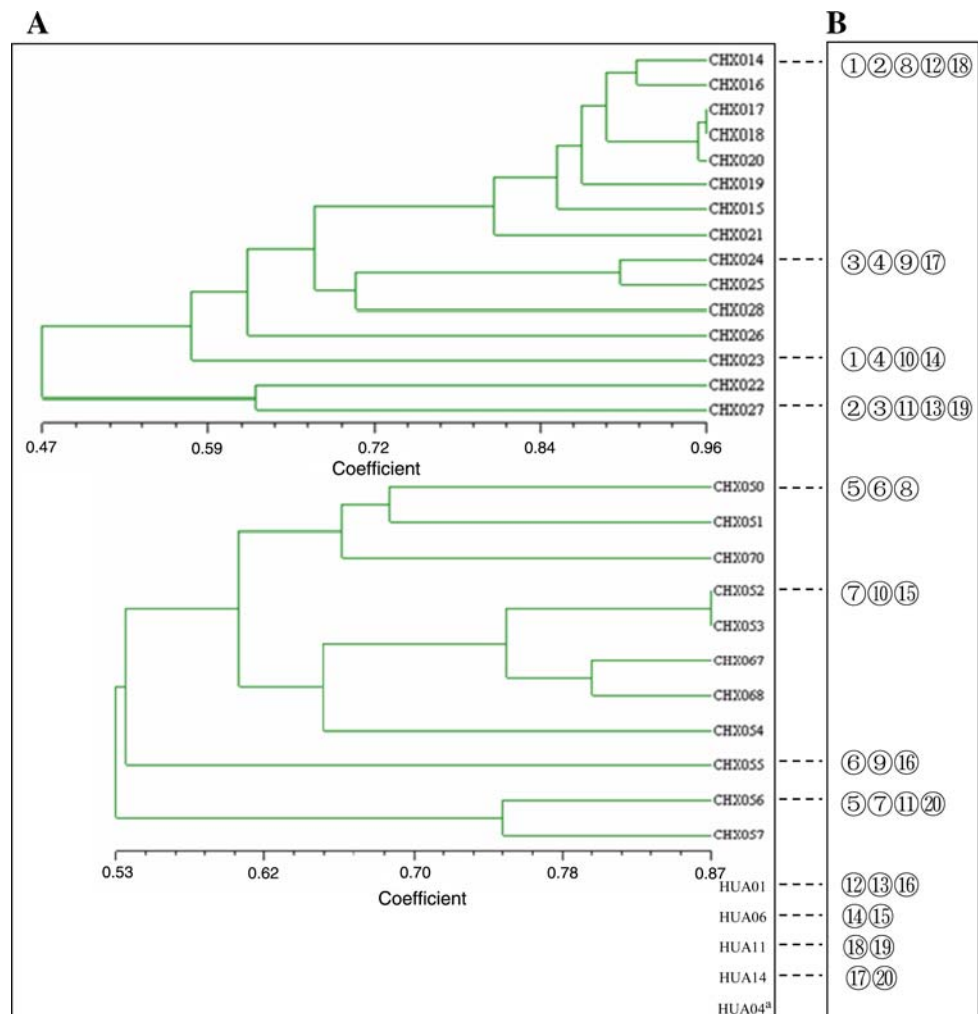 A B
CHX014 ①②⑧⑫⑱
CHX016
CHX017
CHX018
CHX020
CHX019
CHX015
CHX021
CHX024 ③④⑨⑰
CHX025
CHX028
CHX026
CHX023 ①④⑩⑭
CHX022
CHX027 ②③⑪⑬⑲
0.47 0.59 0.72 0.84 0.96
Coefficient
CHX050 ⑤⑥⑧
CHX051
CHX070
CHX052 ⑦⑩⑮
CHX053
CHX067
CHX068
CHX054
CHX055 ⑥⑨⑯
CHX056 ⑤⑦⑪⑳
CHX057
0.53 0.62 0.70 0.78 0.87
Coefficient
HUA01 ⑫⑬⑯
HUA06 ⑭⑮
HUA11 ⑱⑲
HUA14 ⑰⑳
HUA04ᵃ